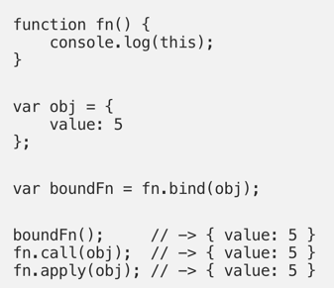 function fn() {
    console.log(this);
}

var obj = {
    value: 5
};

var boundFn = fn.bind(obj);

boundFn();     // -> { value: 5 }
fn.call(obj);  // -> { value: 5 }
fn.apply(obj); // -> { value: 5 }